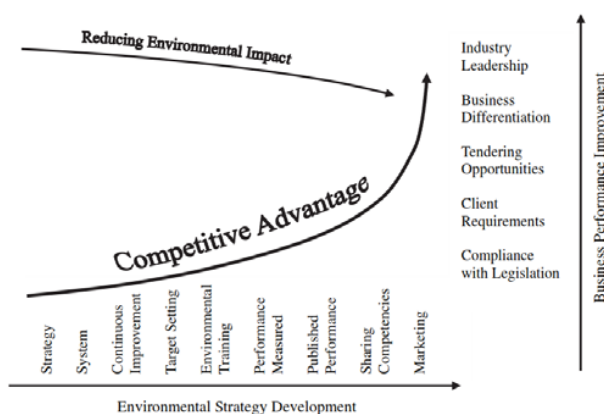 Reducing Environmental Impact
Competitive Advantage
Industry
Leadership
Business
Differentiation
Tendering
Opportunities
Client
Requirements
Compliance
with Legislation
Business Performance Improvement
Strategy
System
Continuous
Improvement
Target Setting
Environmental
Training
Performance
Measured
Published
Performance
Sharing
Competencies
Marketing
Environmental Strategy Development